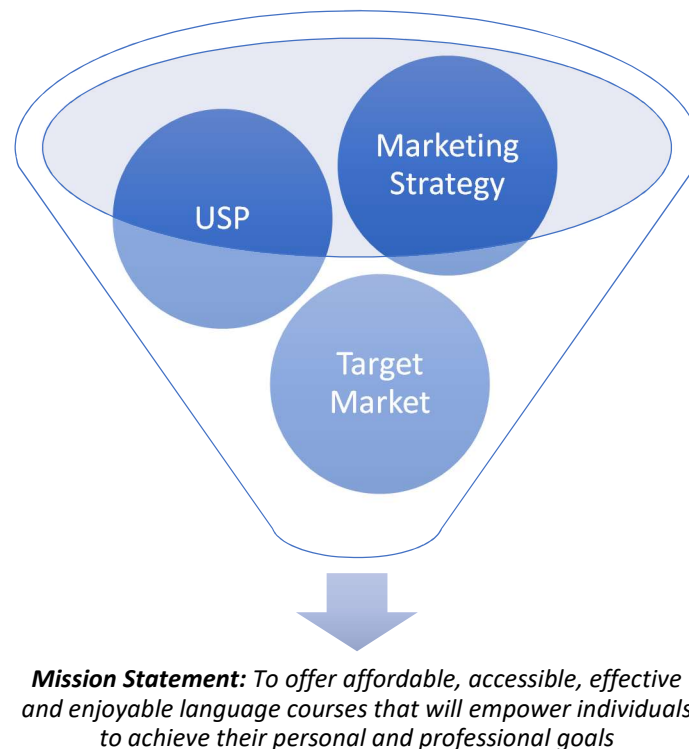 Marketing
Strategy
USP
Target
Market
Mission Statement: To offer affordable, accessible, effective
and enjoyable language courses that will empower individuals
to achieve their personal and professional goals